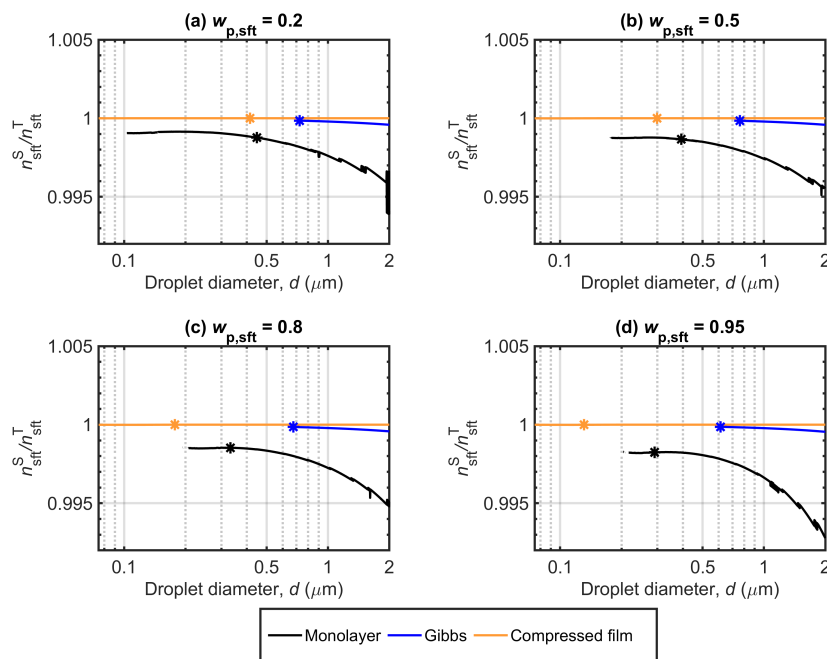 (a) w_p,sft = 0.2
1.005
1
0.995
n^S_sft/n^T_sft
0.1 0.5 1 2
Droplet diameter, d (μm)
(b) w_p,sft = 0.5
1.005
1
0.995
n^S_sft/n^T_sft
0.1 0.5 1 2
Droplet diameter, d (μm)
(c) w_p,sft = 0.8
1.005
1
0.995
n^S_sft/n^T_sft
0.1 0.5 1 2
Droplet diameter, d (μm)
(d) w_p,sft = 0.95
1.005
1
0.995
n^S_sft/n^T_sft
0.1 0.5 1 2
Droplet diameter, d (μm)
Monolayer Gibbs Compressed film